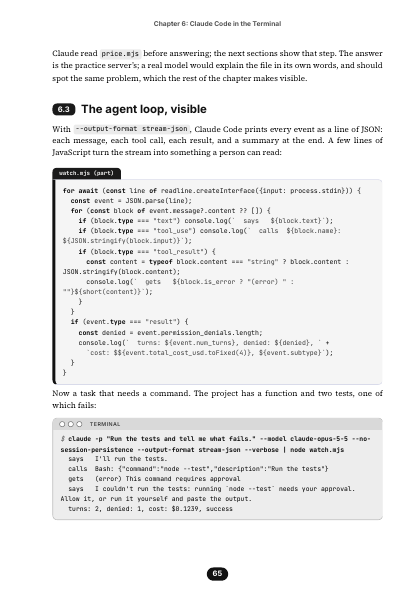 Chapter 6: Claude Code in the Terminal
Claude read price.mjs before answering; the next sections show that step. The answer
is the practice server's; a real model would explain the file in its own words, and should
spot the same problem, which the rest of the chapter makes visible.
6.3 The agent loop, visible
With --output-format stream-json, Claude Code prints every event as a line of JSON:
each message, each tool call, each result, and a summary at the end. A few lines of
JavaScript turn the stream into something a person can read:
watch.mjs (part)
for await (const line of readline.createInterface({input: process.stdin})) {
  const event = JSON.parse(line);
  for (const block of event.message?.content ?? []) {
    if (block.type === "text") console.log(`  says   ${block.text}`);
    if (block.type === "tool_use") console.log(`  calls  ${block.name}:
${JSON.stringify(block.input)}`);
    if (block.type === "tool_result") {
      const content = typeof block.content === "string" ? block.content :
JSON.stringify(block.content);
      console.log(`  gets   ${block.is_error ? "(error) " :
""}${short(content)}`);
    }
  }
  if (event.type === "result") {
    const denied = event.permission_denials.length;
    console.log(`  turns: ${event.num_turns}, denied: ${denied}, ` +
      `cost: $${event.total_cost_usd.toFixed(4)}, ${event.subtype}`);
  }
}
Now a task that needs a command. The project has a function and two tests, one of
which fails:
TERMINAL
$ claude -p "Run the tests and tell me what fails." --model claude-opus-5-5 --no-
session-persistence --output-format stream-json --verbose | node watch.mjs
  says   I'll run the tests.
  calls  Bash: {"command":"node --test","description":"Run the tests"}
  gets   (error) This command requires approval
  says   I couldn't run the tests: running `node --test` needs your approval.
Allow it, or run it yourself and paste the output.
  turns: 2, denied: 1, cost: $0.1239, success
65